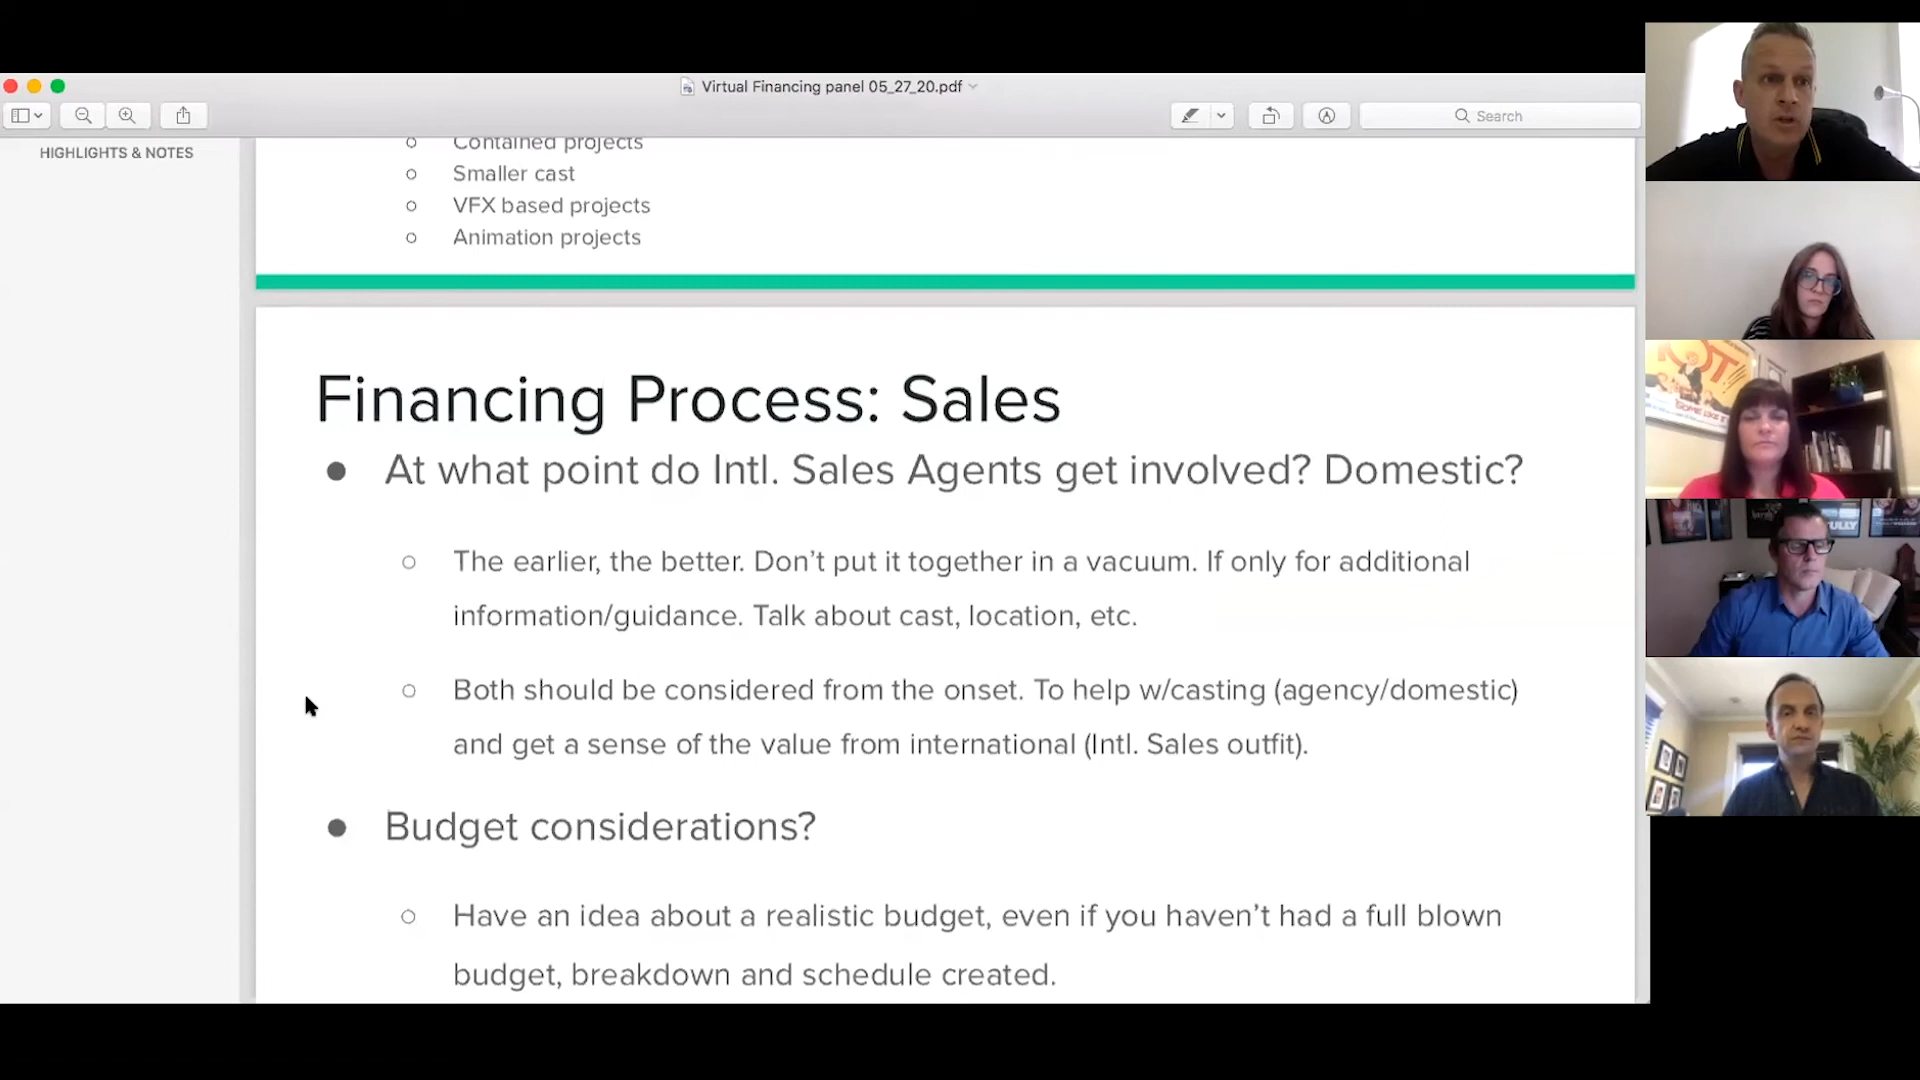 Virtual Financing panel 05_27_20.pdf
Search
HIGHLIGHTS & NOTES
Contained projects
Smaller cast
VFX based projects
Animation projects
Financing Process: Sales
At what point do Intl. Sales Agents get involved? Domestic?
The earlier, the better. Don’t put it together in a vacuum. If only for additional
information/guidance. Talk about cast, location, etc.
Both should be considered from the onset. To help w/casting (agency/domestic)
and get a sense of the value from international (Intl. Sales outfit).
Budget considerations?
Have an idea about a realistic budget, even if you haven’t had a full blown
budget, breakdown and schedule created.